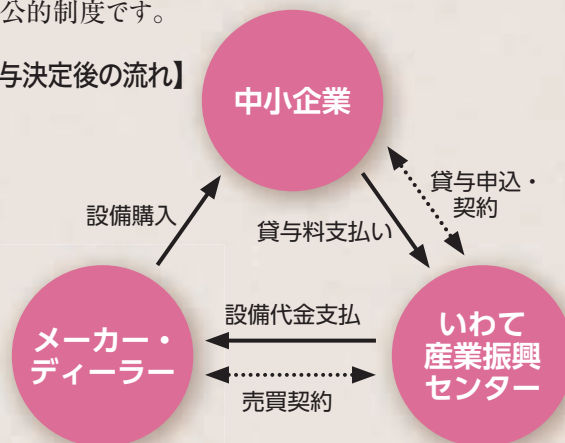 公的制度です。
与決定後の流れ】
中小企業
設備購入
貸与料支払い
貸与申込・
契約
設備代金支払
メーカー・
ディーラー
売買契約
いわて
産業振興
センター